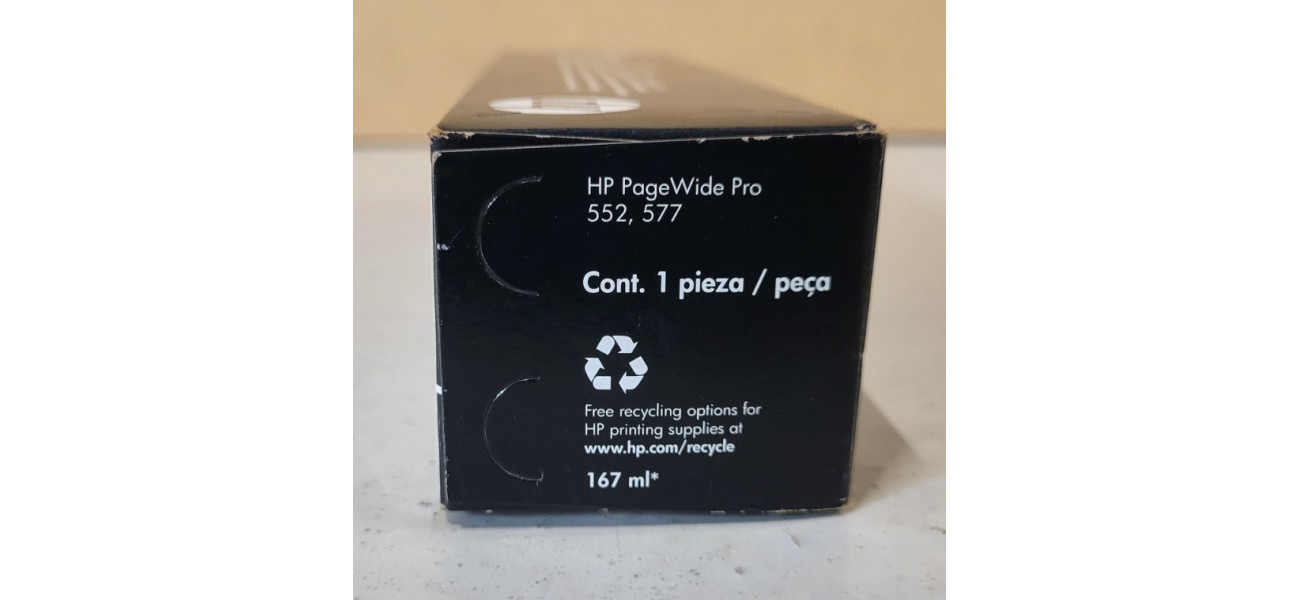 HP PageWide Pro
552, 577
Cont. 1 pieza / peça
Free recycling options for
HP printing supplies at
www.hp.com/recycle
167 ml*